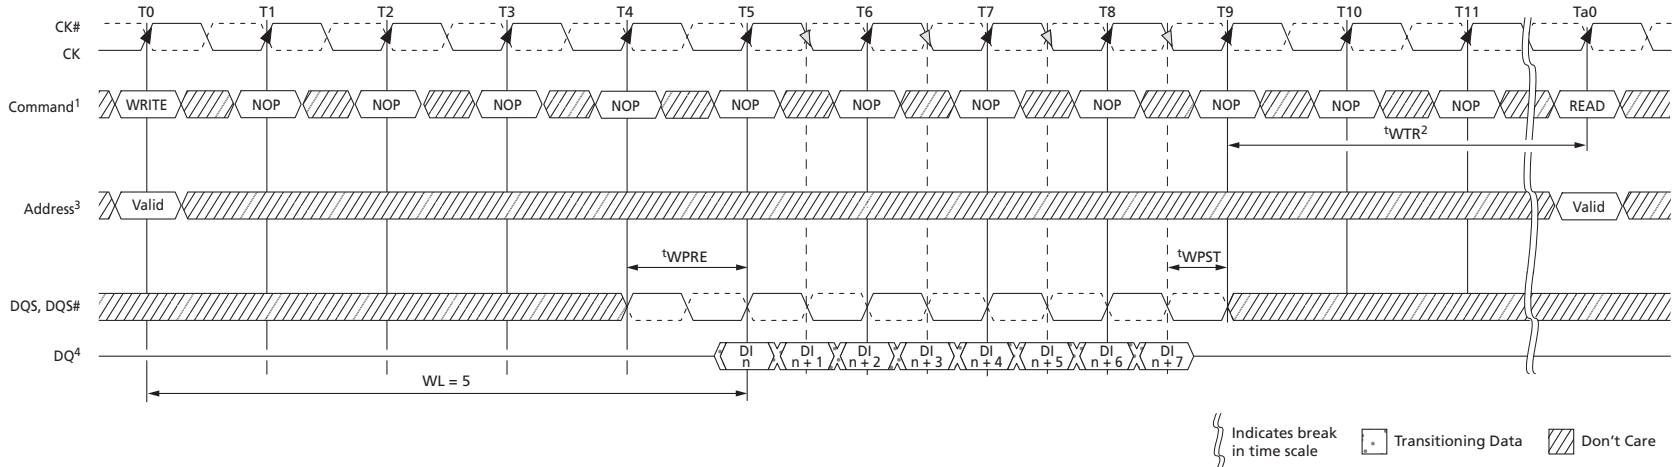 T0 T1 T2 T3 T4 T5 T6 T7 T8 T9 T10 T11 Ta0
CK#
CK
Command1 WRITE NOP NOP NOP NOP NOP NOP NOP NOP NOP NOP NOP READ
tWTR2
Address3 Valid Valid
tWPRE tWPST
DQS, DQS#
DQ4 DI n DI n + 1 DI n + 2 DI n + 3 DI n + 4 DI n + 5 DI n + 6 DI n + 7
WL = 5
Indicates break
in time scale
Transitioning Data
Don't Care